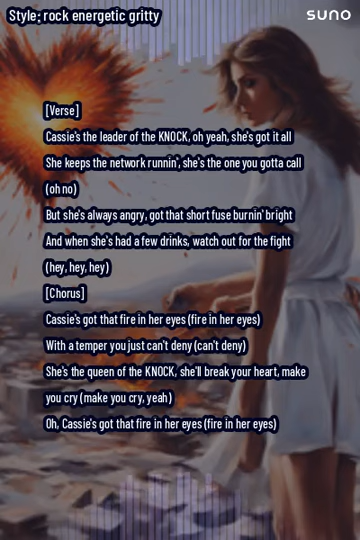 Style; rock energetic gritty
SUNO
[Verse]
Cassie's the leader of the KNOCK, oh yeah, she's got it all
She keeps the network runnin', she's the one you gotta call
(oh no)
But she's always angry, got that short fuse burnin' bright
And when she's had a few drinks, watch out for the fight
(hey, hey, hey)
[Chorus]
Cassie's got that fire in her eyes (fire in her eyes)
With a temper you just can't deny (can't deny)
She's the queen of the KNOCK, she'll break your heart, make
you cry (make you cry, yeah)
Oh, Cassie's got that fire in her eyes (fire in her eyes)